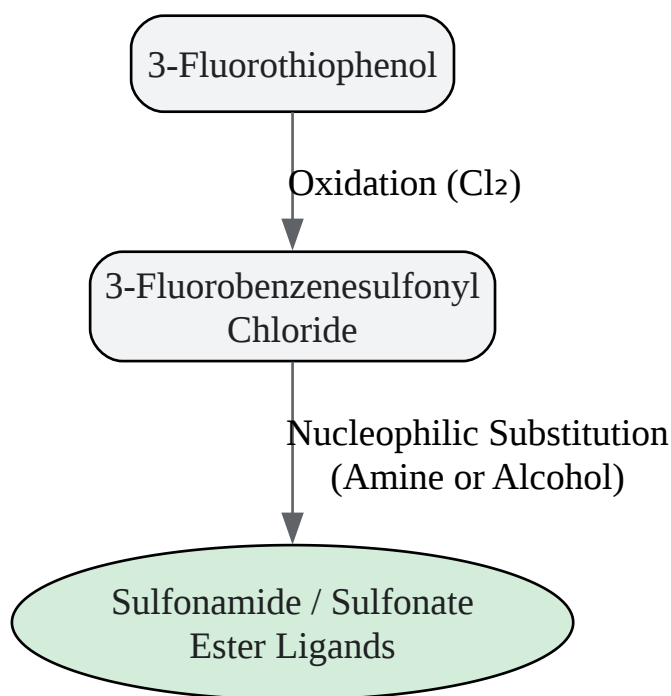 3-Fluorothiophenol
Oxidation (Cl₂)
3-Fluorobenzenesulfonyl
Chloride
Nucleophilic Substitution
(Amine or Alcohol)
Sulfonamide / Sulfonate
Ester Ligands